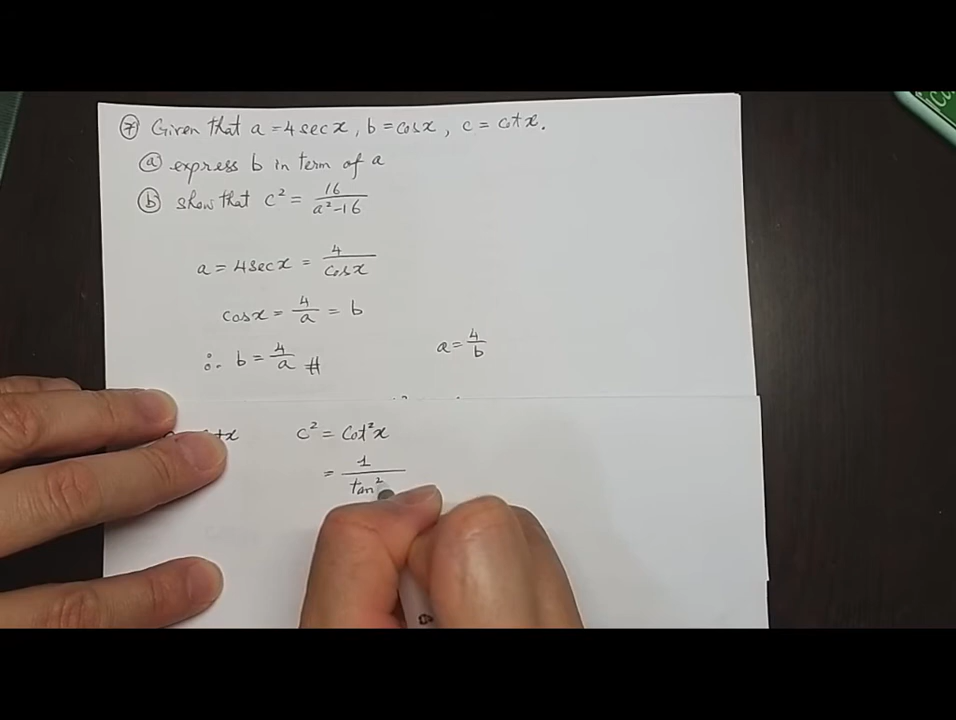 ⑦ Given that a = 4 sec x, b = cos x, c = cot x.
ⓐ express b in term of a
ⓑ show that c² = 16/(a²-16)
a = 4 sec x = 4/cos x
cos x = 4/a = b
∴ b = 4/a #
a = 4/b
c² = cot² x
= 1/tan²